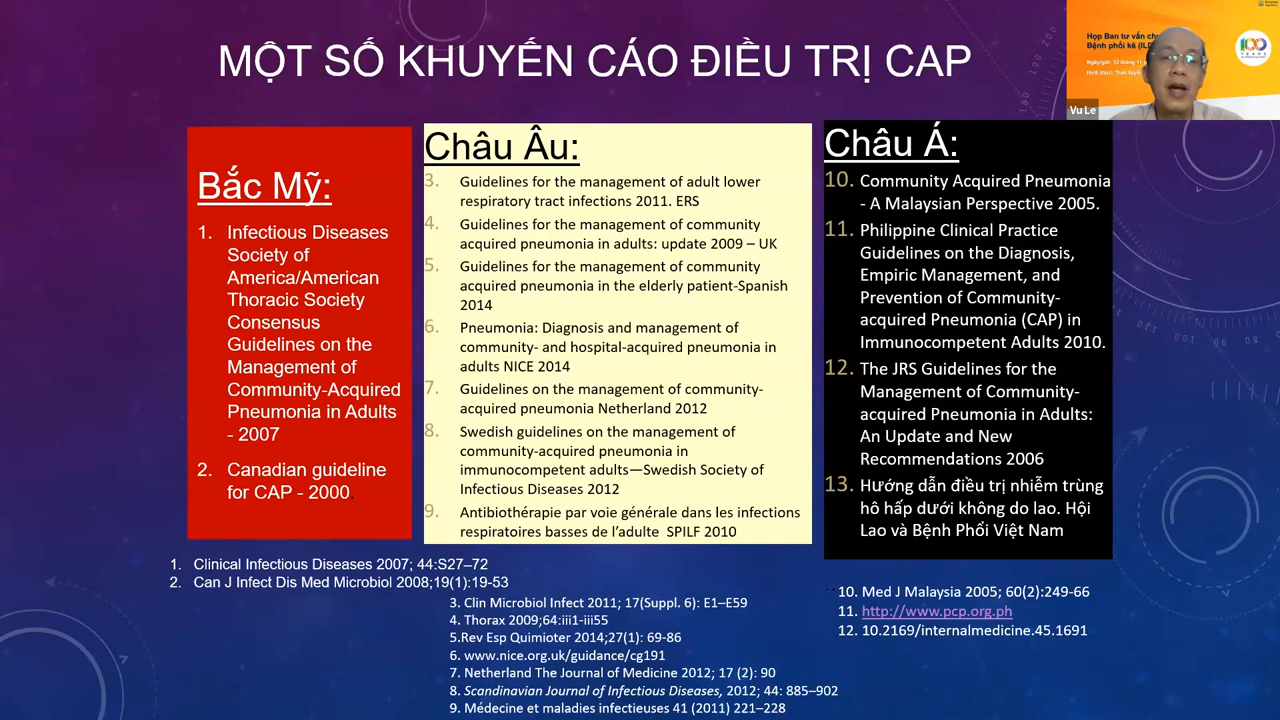 MỘT SỐ KHUYẾN CÁO ĐIỀU TRỊ CAP
Họp Ban tư vấn
Bệnh phổi kẽ (ILD
100
YEARS
Vu Le
Bắc Mỹ:
1. Infectious Diseases
Society of
America/American
Thoracic Society
Consensus
Guidelines on the
Management of
Community-Acquired
Pneumonia in Adults
- 2007
2. Canadian guideline
for CAP - 2000.
Châu Âu:
3. Guidelines for the management of adult lower
respiratory tract infections 2011. ERS
4. Guidelines for the management of community
acquired pneumonia in adults: update 2009 – UK
5. Guidelines for the management of community
acquired pneumonia in the elderly patient-Spanish
2014
6. Pneumonia: Diagnosis and management of
community- and hospital-acquired pneumonia in
adults NICE 2014
7. Guidelines on the management of community-
acquired pneumonia Netherland 2012
8. Swedish guidelines on the management of
community-acquired pneumonia in
immunocompetent adults—Swedish Society of
Infectious Diseases 2012
9. Antibiothérapie par voie générale dans les infections
respiratoires basses de l’adulte SPILF 2010
Châu Á:
10. Community Acquired Pneumonia
- A Malaysian Perspective 2005.
11. Philippine Clinical Practice
Guidelines on the Diagnosis,
Empiric Management, and
Prevention of Community-
acquired Pneumonia (CAP) in
Immunocompetent Adults 2010.
12. The JRS Guidelines for the
Management of Community-
acquired Pneumonia in Adults:
An Update and New
Recommendations 2006
13. Hướng dẫn điều trị nhiễm trùng
hô hấp dưới không do lao. Hội
Lao và Bệnh Phổi Việt Nam
1. Clinical Infectious Diseases 2007; 44:S27–72
2. Can J Infect Dis Med Microbiol 2008;19(1):19-53
3. Clin Microbiol Infect 2011; 17(Suppl. 6): E1–E59
4. Thorax 2009;64:iii1-iii55
5.Rev Esp Quimioter 2014;27(1): 69-86
6. www.nice.org.uk/guidance/cg191
7. Netherland The Journal of Medicine 2012; 17 (2): 90
8. Scandinavian Journal of Infectious Diseases, 2012; 44: 885–902
9. Médecine et maladies infectieuses 41 (2011) 221–228
10. Med J Malaysia 2005; 60(2):249-66
11. http://www.pcp.org.ph
12. 10.2169/internalmedicine.45.1691